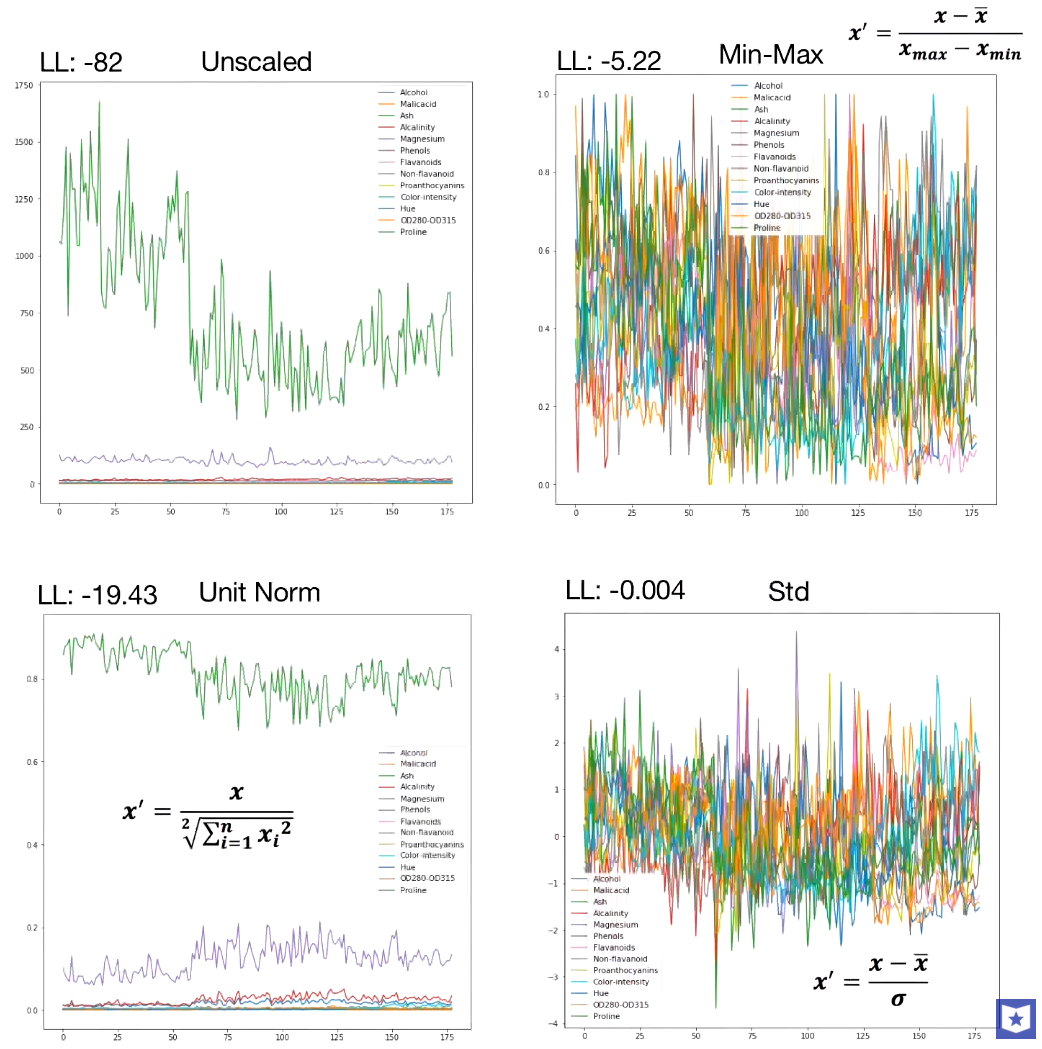 LL: -82 Unscaled
1750
1500
1250
1000
750
500
250
0
Alcohol
Malicacid
Ash
Alcalinity
Magnesium
Phenols
Flavanoids
Non-flavanoid
Proanthocyanins
Color-intensity
Hue
OD280-OD315
Proline
0 25 50 75 100 125 150 175
x′ = (x − x̅) / (x_max − x_min)
LL: -5.22 Min-Max
1.0
0.8
0.6
0.4
0.2
0.0
Alcohol
Malicacid
Ash
Alcalinity
Magnesium
Phenols
Flavanoids
Non-flavanoid
Proanthocyanins
Color-intensity
Hue
OD280-OD315
Proline
0 25 50 75 100 125 150 175
LL: -19.43 Unit Norm
0.8
0.6
0.4
0.2
0.0
Alcohol
Malicacid
Ash
Alcalinity
Magnesium
Phenols
Flavanoids
Non-flavanoid
Proanthocyanins
Color-intensity
Hue
OD280-OD315
Proline
x′ = x / ²√(∑ⁿᵢ₌₁ xᵢ²)
0 25 50 75 100 125 150 175
LL: -0.004 Std
4
3
2
1
0
−1
−2
−3
−4
Alcohol
Malicacid
Ash
Alcalinity
Magnesium
Phenols
Flavanoids
Non-flavanoid
Proanthocyanins
Color-intensity
Hue
OD280-OD315
Proline
x′ = (x − x̅) / σ
0 25 50 75 100 125 150 175